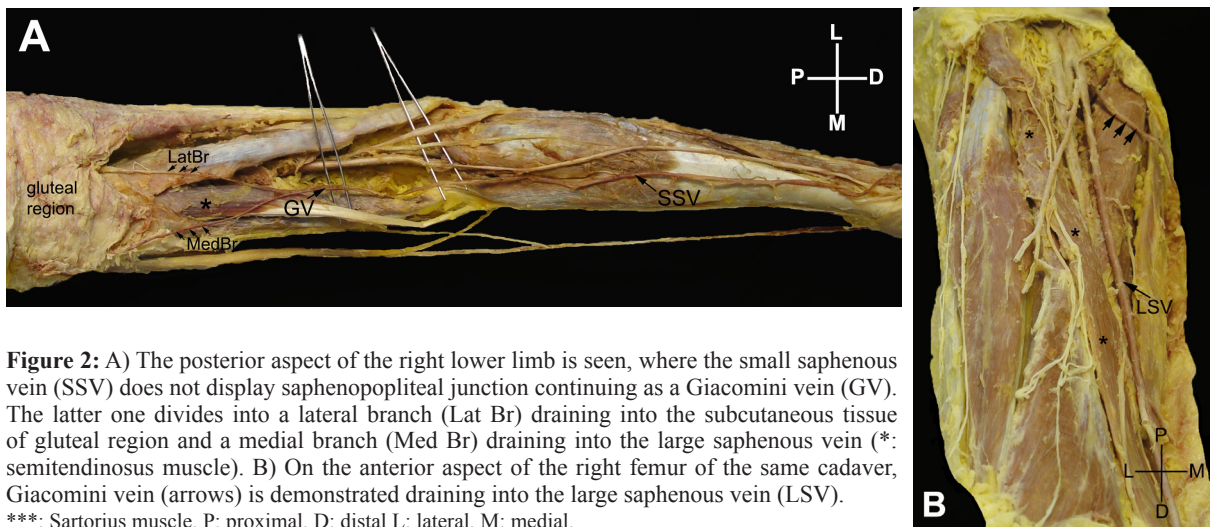 A
L
P D
M
LatBr
gluteal
region
*
GV
MedBr
SSV
*
*
LSV
*
P
L M
D
B
Figure 2: A) The posterior aspect of the right lower limb is seen, where the small saphenous
vein (SSV) does not display saphenopopliteal junction continuing as a Giacomini vein (GV).
The latter one divides into a lateral branch (Lat Br) draining into the subcutaneous tissue
of gluteal region and a medial branch (Med Br) draining into the large saphenous vein (*:
semitendinosus muscle). B) On the anterior aspect of the right femur of the same cadaver,
Giacomini vein (arrows) is demonstrated draining into the large saphenous vein (LSV).
***: Sartorius muscle. P: proximal, D: distal L: lateral, M: medial.